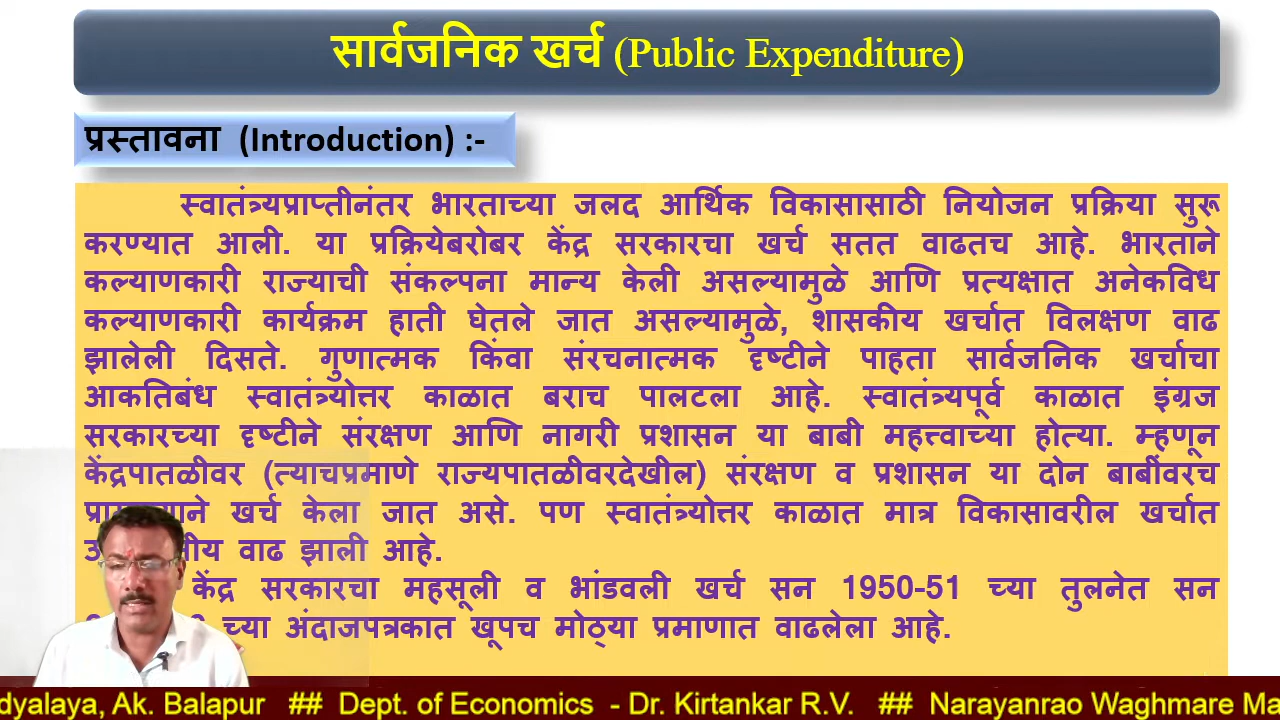 सार्वजनिक खर्च (Public Expenditure)
प्रस्तावना (Introduction) :-
स्वातंत्र्यप्राप्तीनंतर भारताच्या जलद आर्थिक विकासासाठी नियोजन प्रक्रिया सुरू
करण्यात आली. या प्रक्रियेबरोबर केंद्र सरकारचा खर्च सतत वाढतच आहे. भारताने
कल्याणकारी राज्याची संकल्पना मान्य केली असल्यामुळे आणि प्रत्यक्षात अनेकविध
कल्याणकारी कार्यक्रम हाती घेतले जात असल्यामुळे, शासकीय खर्चात विलक्षण वाढ
झालेली दिसते. गुणात्मक किंवा संरचनात्मक दृष्टीने पाहता सार्वजनिक खर्चाचा
आकतिबंध स्वातंत्र्योत्तर काळात बराच पालटला आहे. स्वातंत्र्यपूर्व काळात इंग्रज
सरकारच्या दृष्टीने संरक्षण आणि नागरी प्रशासन या बाबी महत्त्वाच्या होत्या. म्हणून
केंद्रपातळीवर (त्याचप्रमाणे राज्यपातळीवरदेखील) संरक्षण व प्रशासन या दोन बाबींवरच
खर्च केला जात असे. पण स्वातंत्र्योत्तर काळात मात्र विकासावरील खर्चात
वाढ झाली आहे.
केंद्र सरकारचा महसूली व भांडवली खर्च सन 1950-51 च्या तुलनेत सन
च्या अंदाजपत्रकात खूपच मोठ्या प्रमाणात वाढलेला आहे.
dyalaya, Ak. Balapur ## Dept. of Economics - Dr. Kirtankar R.V. ## Narayanrao Waghmare Ma